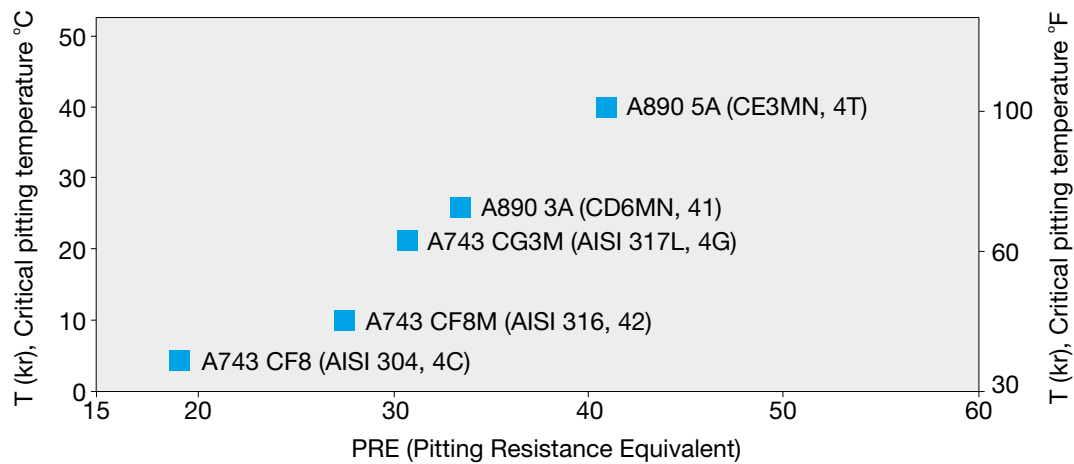 T (kr), Critical pitting temperature °C
50
40
30
20
10
0
A890 5A (CE3MN, 4T)
A890 3A (CD6MN, 41)
A743 CG3M (AISI 317L, 4G)
A743 CF8M (AISI 316, 42)
A743 CF8 (AISI 304, 4C)
100
60
30
T (kr), Critical pitting temperature °F
15
20
30
40
50
60
PRE (Pitting Resistance Equivalent)